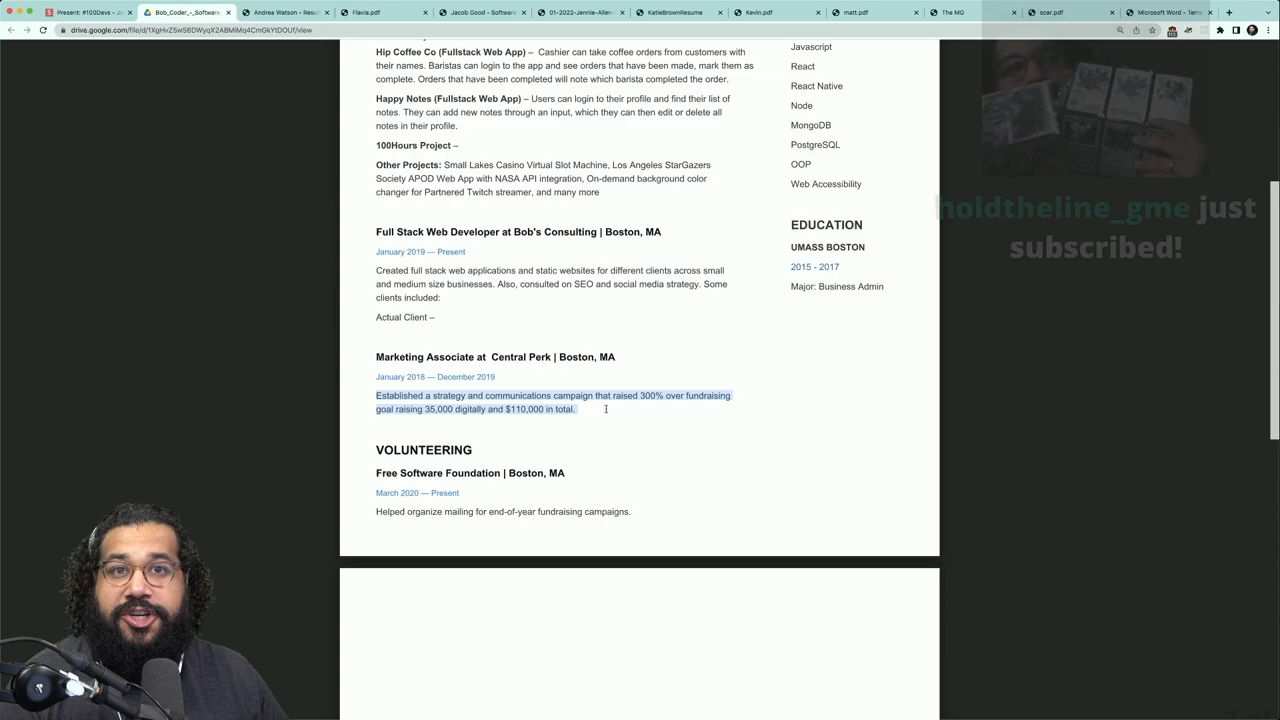 Present: #100Devs - J
Bob_Coder_-_Software
Andrea Watson - Resu
Flavia.pdf
Jacob Good - Software
01-2022-Jennie-Allen-
KatieBrownResume
Kevin.pdf
matt.pdf
The MG
scar.pdf
Microsoft Word - Terra
Hip Coffee Co (Fullstack Web App) – Cashier can take coffee orders from customers with
their names. Baristas can login to the app and see orders that have been made, mark them as
complete. Orders that have been completed will note which barista completed the order.
Happy Notes (Fullstack Web App) – Users can login to their profile and find their list of
notes. They can add new notes through an input, which they can then edit or delete all
notes in their profile.
100Hours Project –
Other Projects: Small Lakes Casino Virtual Slot Machine, Los Angeles StarGazers
Society APOD Web App with NASA API integration, On-demand background color
changer for Partnered Twitch streamer, and many more
Full Stack Web Developer at Bob's Consulting | Boston, MA
January 2019 — Present
Created full stack web applications and static websites for different clients across small
and medium size businesses. Also, consulted on SEO and social media strategy. Some
clients included:
Actual Client –
Marketing Associate at Central Perk | Boston, MA
January 2018 — December 2019
Established a strategy and communications campaign that raised 300% over fundraising
goal raising 35,000 digitally and $110,000 in total.
VOLUNTEERING
Free Software Foundation | Boston, MA
March 2020 — Present
Helped organize mailing for end-of-year fundraising campaigns.
Javascript
React
React Native
Node
MongoDB
PostgreSQL
OOP
Web Accessibility
EDUCATION
UMASS BOSTON
2015 - 2017
Major: Business Admin
holdtheline_gme just
subscribed!